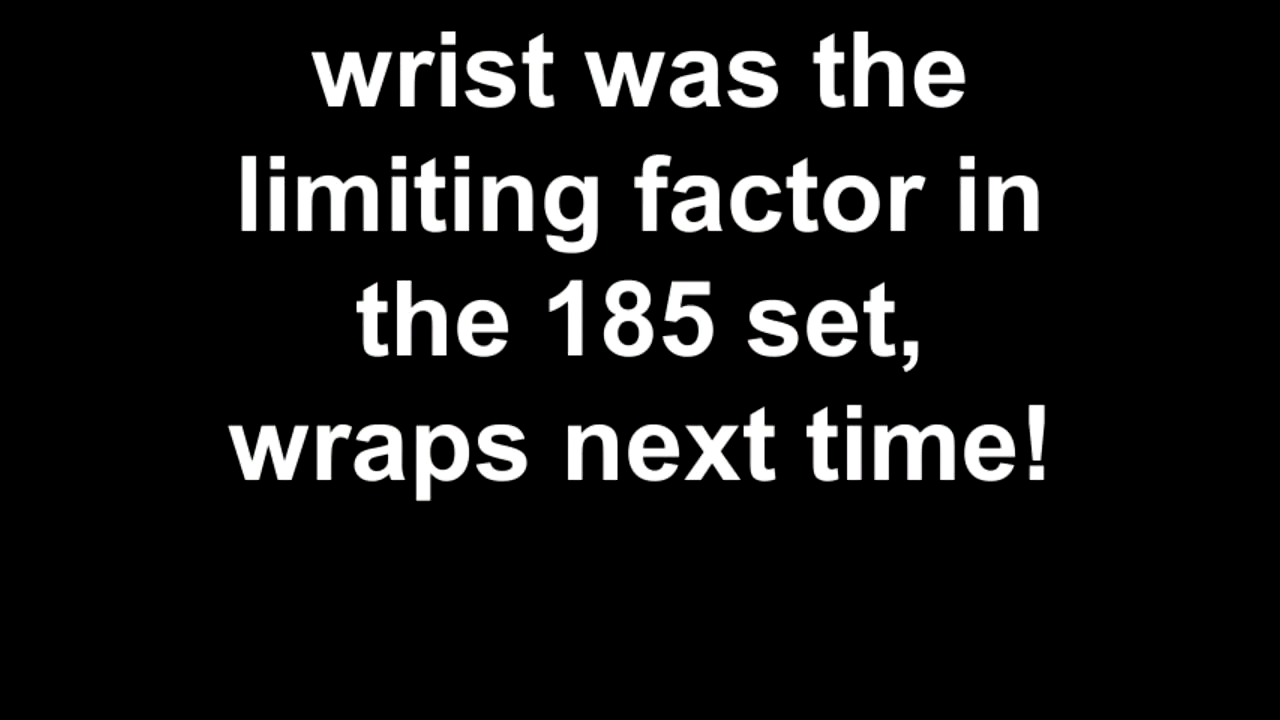 wrist was the
limiting factor in
the 185 set,
wraps next time!